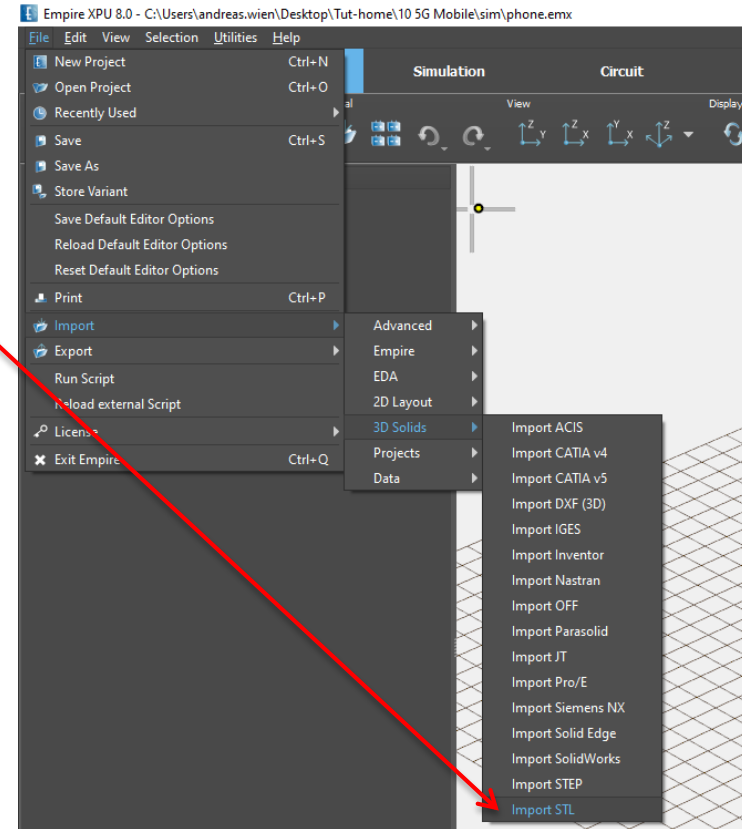 Empire XPU 8.0 - C:\Users\andreas.wien\Desktop\Tut-home\10 5G Mobile\sim\phone.emx
File Edit View Selection Utilities Help
New Project Ctrl+N
Open Project Ctrl+O
Recently Used
Save Ctrl+S
Save As
Store Variant
Save Default Editor Options
Reload Default Editor Options
Reset Default Editor Options
Print Ctrl+P
Import
Export
Run Script
Reload external Script
License
Exit Empire Ctrl+Q
Simulation Circuit
al View Display
Z Y Z X Y X Z
Advanced
Empire
EDA
2D Layout
3D Solids
Projects
Data
Import ACIS
Import CATIA v4
Import CATIA v5
Import DXF (3D)
Import IGES
Import Inventor
Import Nastran
Import OFF
Import Parasolid
Import JT
Import Pro/E
Import Siemens NX
Import Solid Edge
Import SolidWorks
Import STEP
Import STL